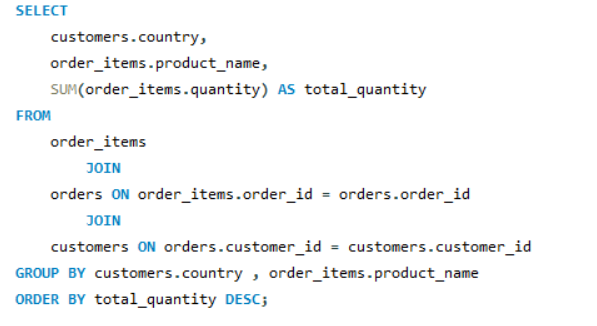 SELECT
customers.country,
order_items.product_name,
SUM(order_items.quantity) AS total_quantity
FROM
order_items
JOIN
orders ON order_items.order_id = orders.order_id
JOIN
customers ON orders.customer_id = customers.customer_id
GROUP BY customers.country , order_items.product_name
ORDER BY total_quantity DESC;